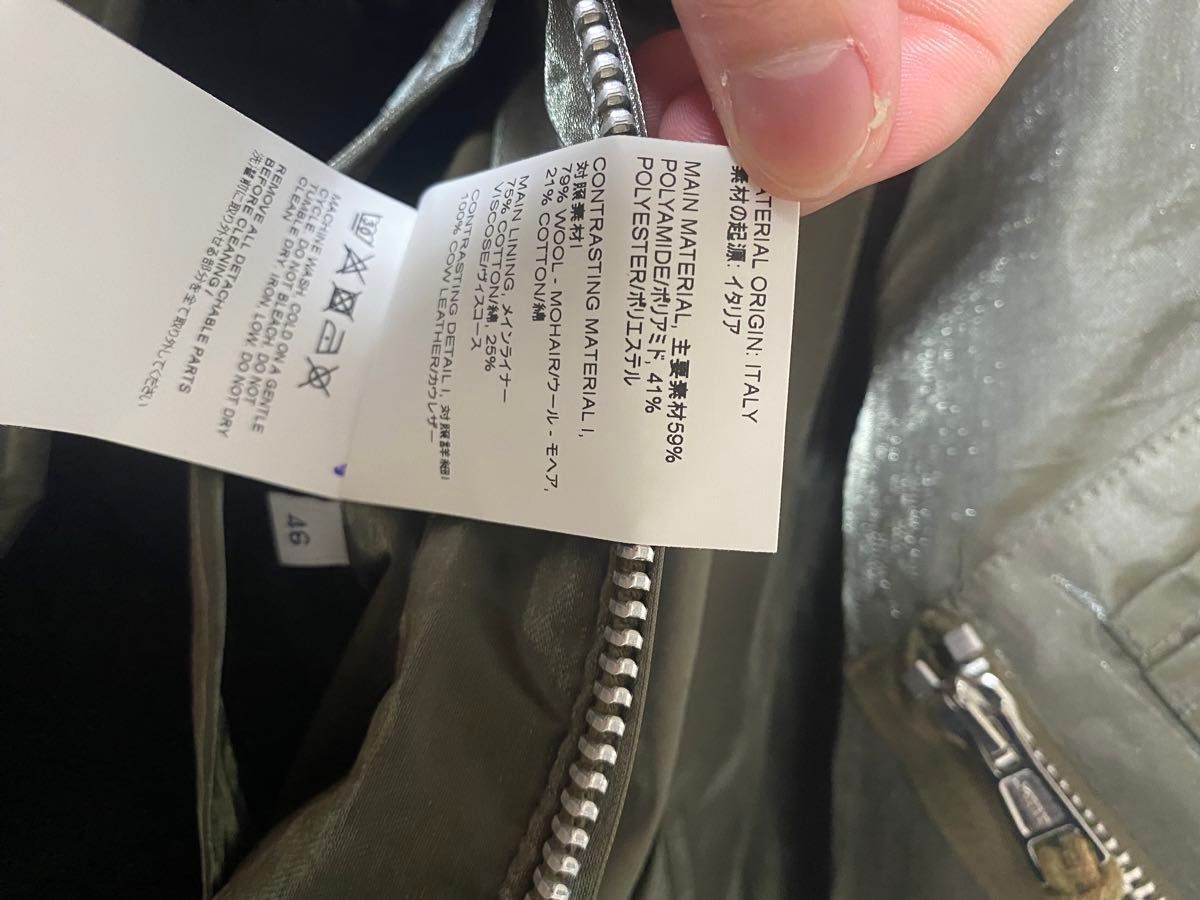 ATERIAL ORIGIN: ITALY
素材の起源: イタリア
MAIN MATERIAL, 主要素材59%
POLYAMIDE/ポリアミド, 41%
POLYESTER/ポリエステル
CONTRASTING MATERIAL I,
対照素材I
79% WOOL - MOHAIR/ウール - モヘア,
21% COTTON/綿
MAIN LINING, メインライナー
75% COTTON/綿, 25%
VISCOSE/ヴィスコース
CONTRASTING DETAIL I, 対照詳細I
100% COW LEATHER/カウレザー
MACHINE WASH, COLD ON A GENTLE
CYCLE, DO NOT BLEACH, DO NOT
TUMBLE DRY, IRON, LOW, DO NOT DRY
CLEAN
REMOVE ALL DETACHABLE PARTS
BEFORE CLEANING/
洗濯前に取り外せる部分を全て取り外してください
46